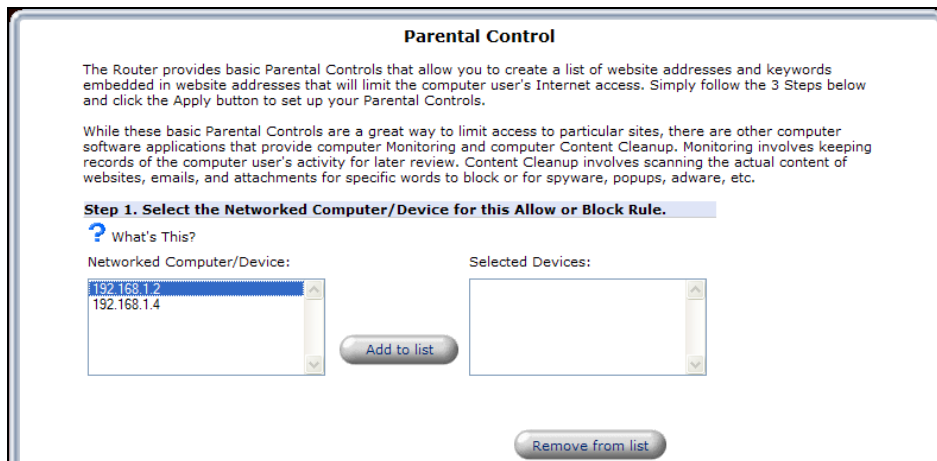 Parental Control
The Router provides basic Parental Controls that allow you to create a list of website addresses and keywords
embedded in website addresses that will limit the computer user's Internet access. Simply follow the 3 Steps below
and click the Apply button to set up your Parental Controls.
While these basic Parental Controls are a great way to limit access to particular sites, there are other computer
software applications that provide computer Monitoring and computer Content Cleanup. Monitoring involves keeping
records of the computer user's activity for later review. Content Cleanup involves scanning the actual content of
websites, emails, and attachments for specific words to block or for spyware, popups, adware, etc.
Step 1. Select the Networked Computer/Device for this Allow or Block Rule.
? What's This?
Networked Computer/Device: Selected Devices:
192.168.1.2
192.168.1.4
Add to list
Remove from list